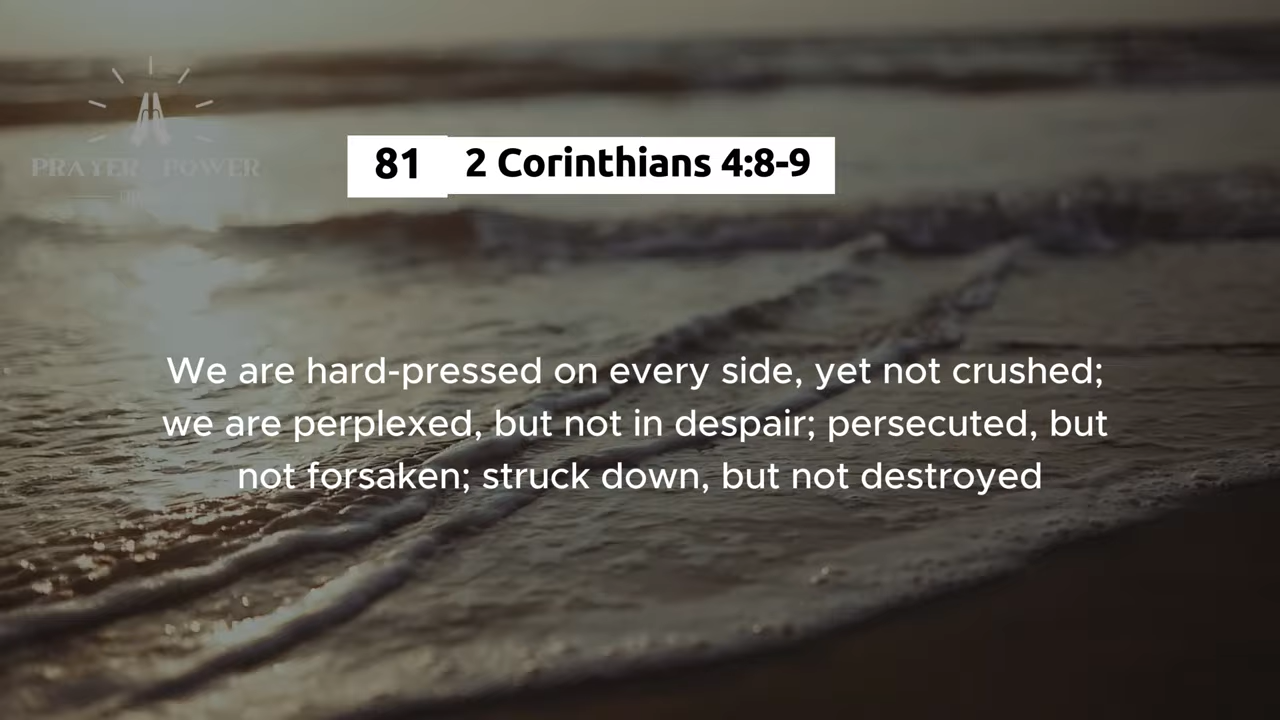 PRAYER POWER
81 2 Corinthians 4:8-9
We are hard-pressed on every side, yet not crushed;
we are perplexed, but not in despair; persecuted, but
not forsaken; struck down, but not destroyed